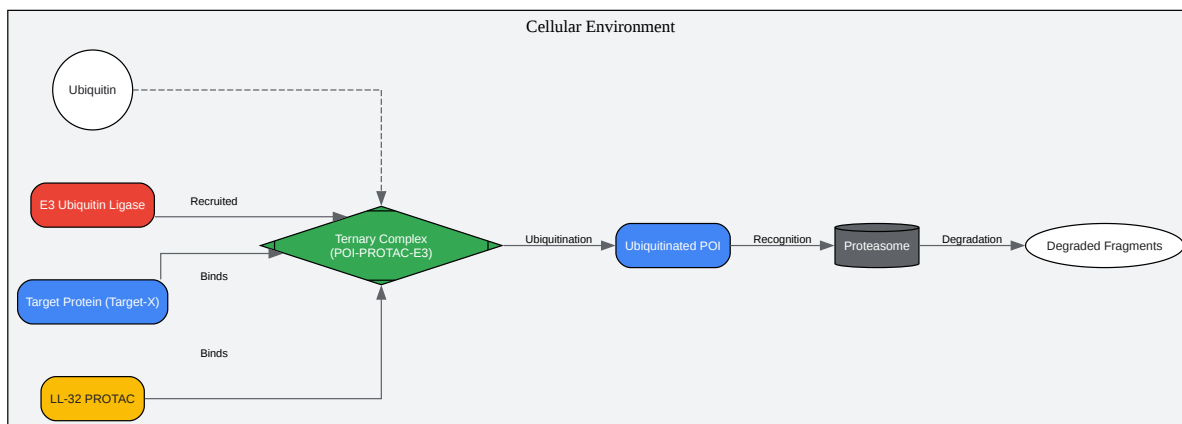 Cellular Environment
Ubiquitin
E3 Ubiquitin Ligase
Recruited
Target Protein (Target-X)
Binds
LL-32 PROTAC
Binds
Ternary Complex
(POI-PROTAC-E3)
Ubiquitination
Ubiquitinated POI
Recognition
Proteasome
Degradation
Degraded Fragments